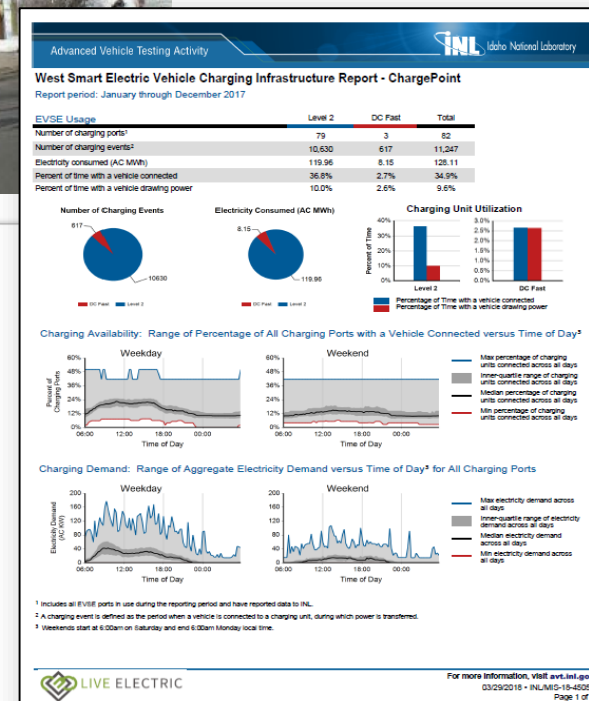 Advanced Vehicle Testing Activity
INL Idaho National Laboratory
West Smart Electric Vehicle Charging Infrastructure Report - ChargePoint
Report period: January through December 2017
EVSE Usage Level 2 DC Fast Total
Number of charging ports¹ 79 3 82
Number of charging events² 10,630 617 11,247
Electricity consumed (AC MWh) 119.96 8.15 128.11
Percent of time with a vehicle connected 36.8% 2.7% 34.9%
Percent of time with a vehicle drawing power 10.0% 2.6% 9.6%
Number of Charging Events
617
10630
DC Fast Level 2
Electricity Consumed (AC MWh)
8.15
119.96
DC Fast Level 2
Charging Unit Utilization
Percent of Time
40%
30%
20%
10%
0%
Level 2
3.0%
2.5%
2.0%
1.5%
1.0%
0.5%
0.0%
DC Fast
Percentage of Time with a vehicle connected
Percentage of Time with a vehicle drawing power
Charging Availability: Range of Percentage of All Charging Ports with a Vehicle Connected versus Time of Day³
Weekday
Percent of
Charging Ports
60%
48%
36%
24%
12%
0%
06:00 12:00 18:00 00:00
Time of Day
Weekend
60%
48%
36%
24%
12%
0%
06:00 12:00 18:00 00:00
Time of Day
Max percentage of charging
units connected across all days
Inner-quartile range of charging
units connected across all days
Median percentage of charging
units connected across all days
Min percentage of charging
units connected across all days
Charging Demand: Range of Aggregate Electricity Demand versus Time of Day³ for All Charging Ports
Weekday
Electricity Demand
(AC KW)
200
160
120
80
40
0
06:00 12:00 18:00 00:00
Time of Day
Weekend
200
160
120
80
40
0
06:00 12:00 18:00 00:00
Time of Day
Max electricity demand across
all days
Inner-quartile range of electricity
demand across all days
Median electricity demand
across all days
Min electricity demand across
all days
¹ Includes all EVSE ports in use during the reporting period and have reported data to INL.
² A charging event is defined as the period when a vehicle is connected to a charging unit, during which power is transferred.
³ Weekends start at 6:00am on Saturday and end 6:00am Monday local time.
LIVE ELECTRIC
For more information, visit avt.inl.go
03/29/2018 • INL/MIS-18-4505
Page 1 of